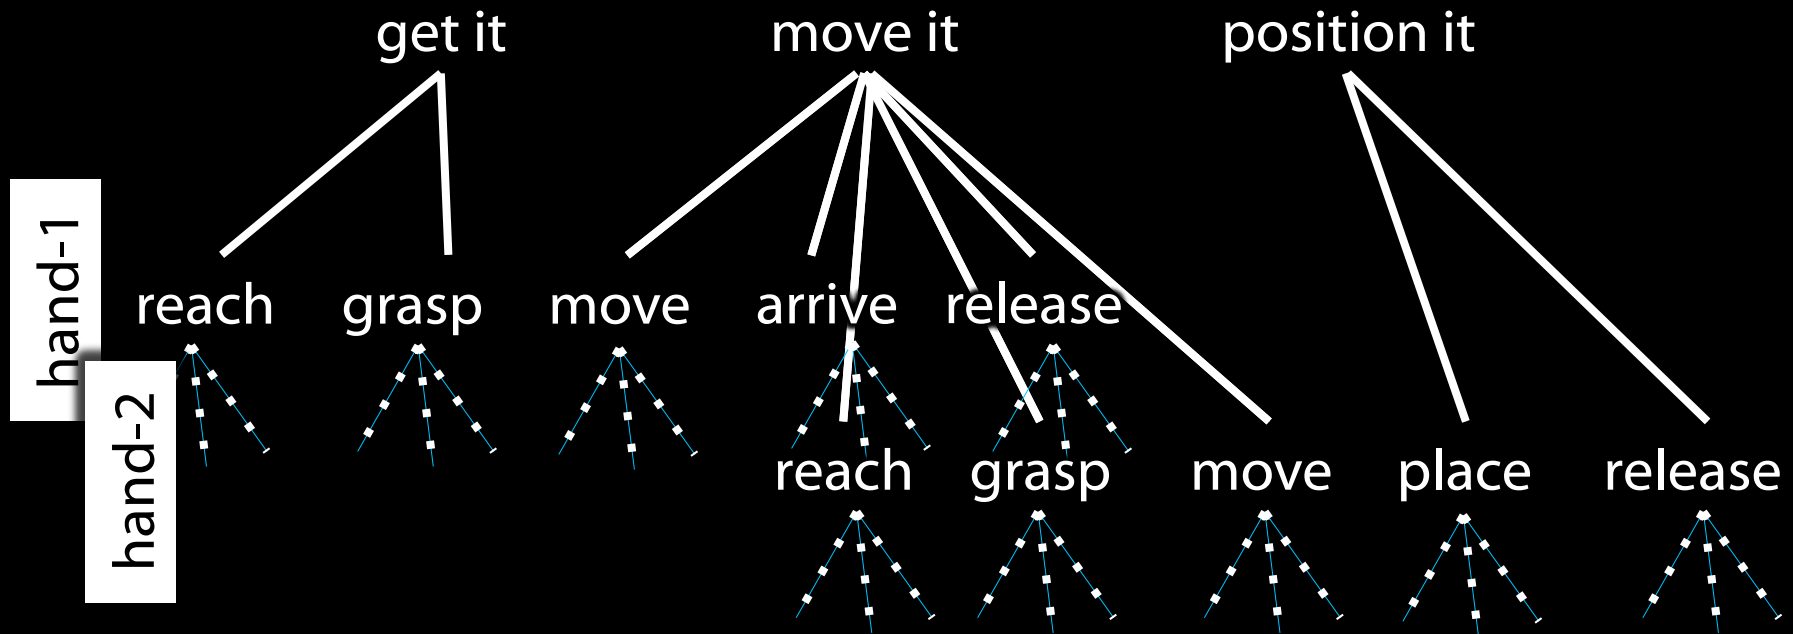 get it move it position it
hand-1
reach grasp move arrive release
hand-2
reach grasp move place release